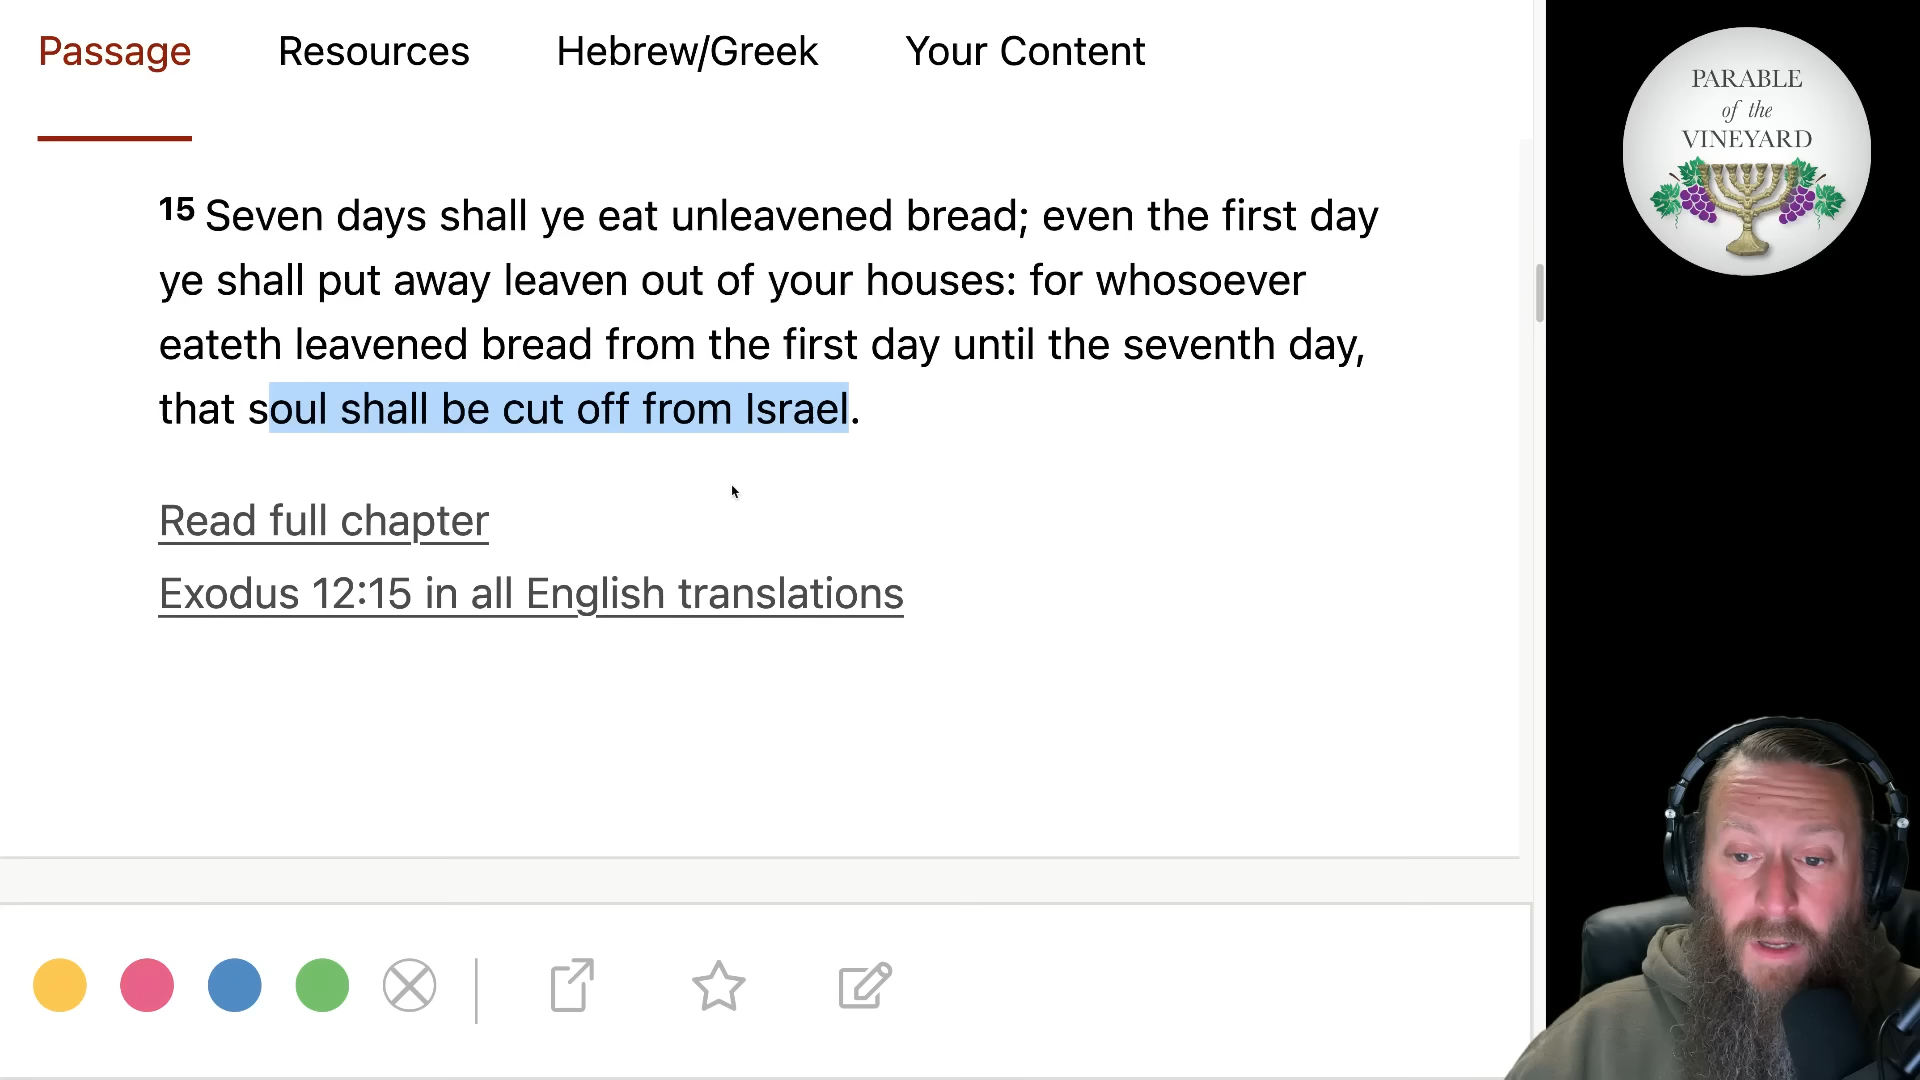 Passage Resources Hebrew/Greek Your Content
15 Seven days shall ye eat unleavened bread; even the first day
ye shall put away leaven out of your houses: for whosoever
eateth leavened bread from the first day until the seventh day,
that soul shall be cut off from Israel.
Read full chapter
Exodus 12:15 in all English translations
PARABLE
of the
VINEYARD